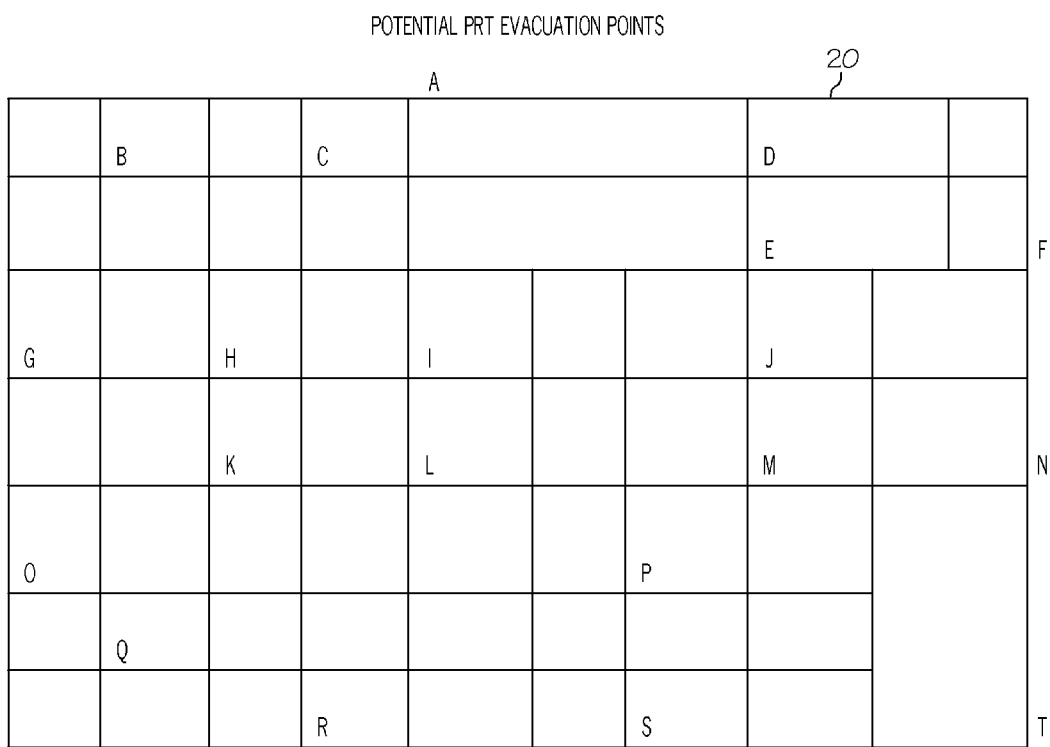 POTENTIAL PRT EVACUATION POINTS
20
A
B C D
E F
G H I J
K L M N
O P
Q
R S T